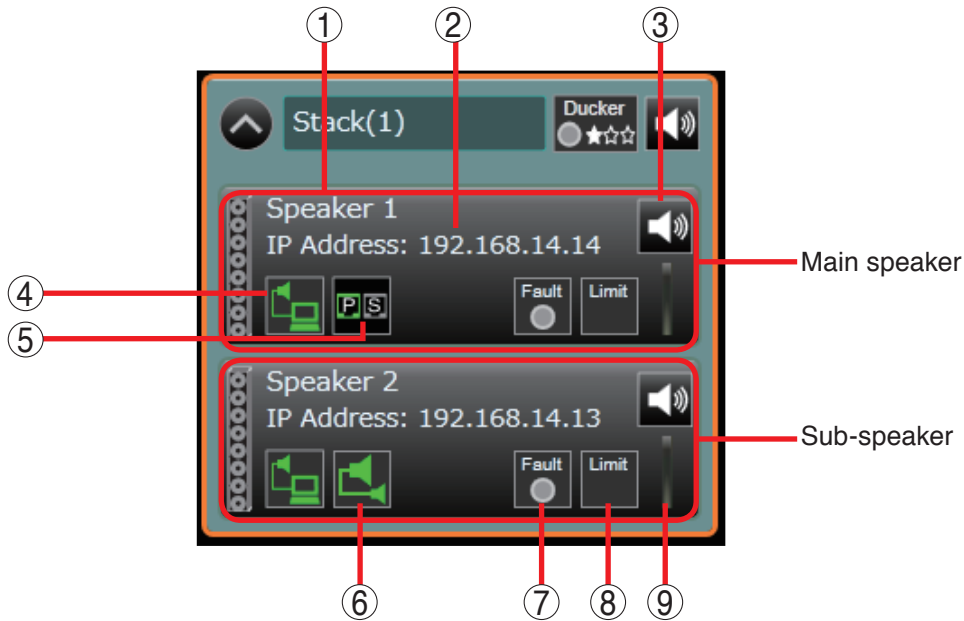 ① ② ③
Stack(1)
Ducker
Speaker 1
IP Address: 192.168.14.14
Main speaker
④
P S
Fault
Limit
⑤
Speaker 2
IP Address: 192.168.14.13
Sub-speaker
Fault
Limit
⑥ ⑦ ⑧ ⑨